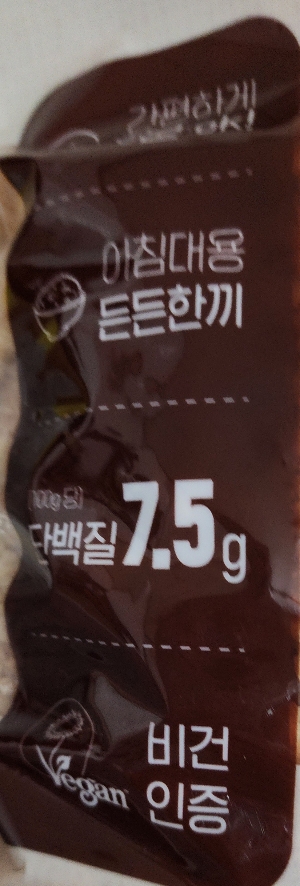 간편하게
OK!
아침대용
든든한끼
(100g당)
단백질 7.5g
Vegan
비건
인증